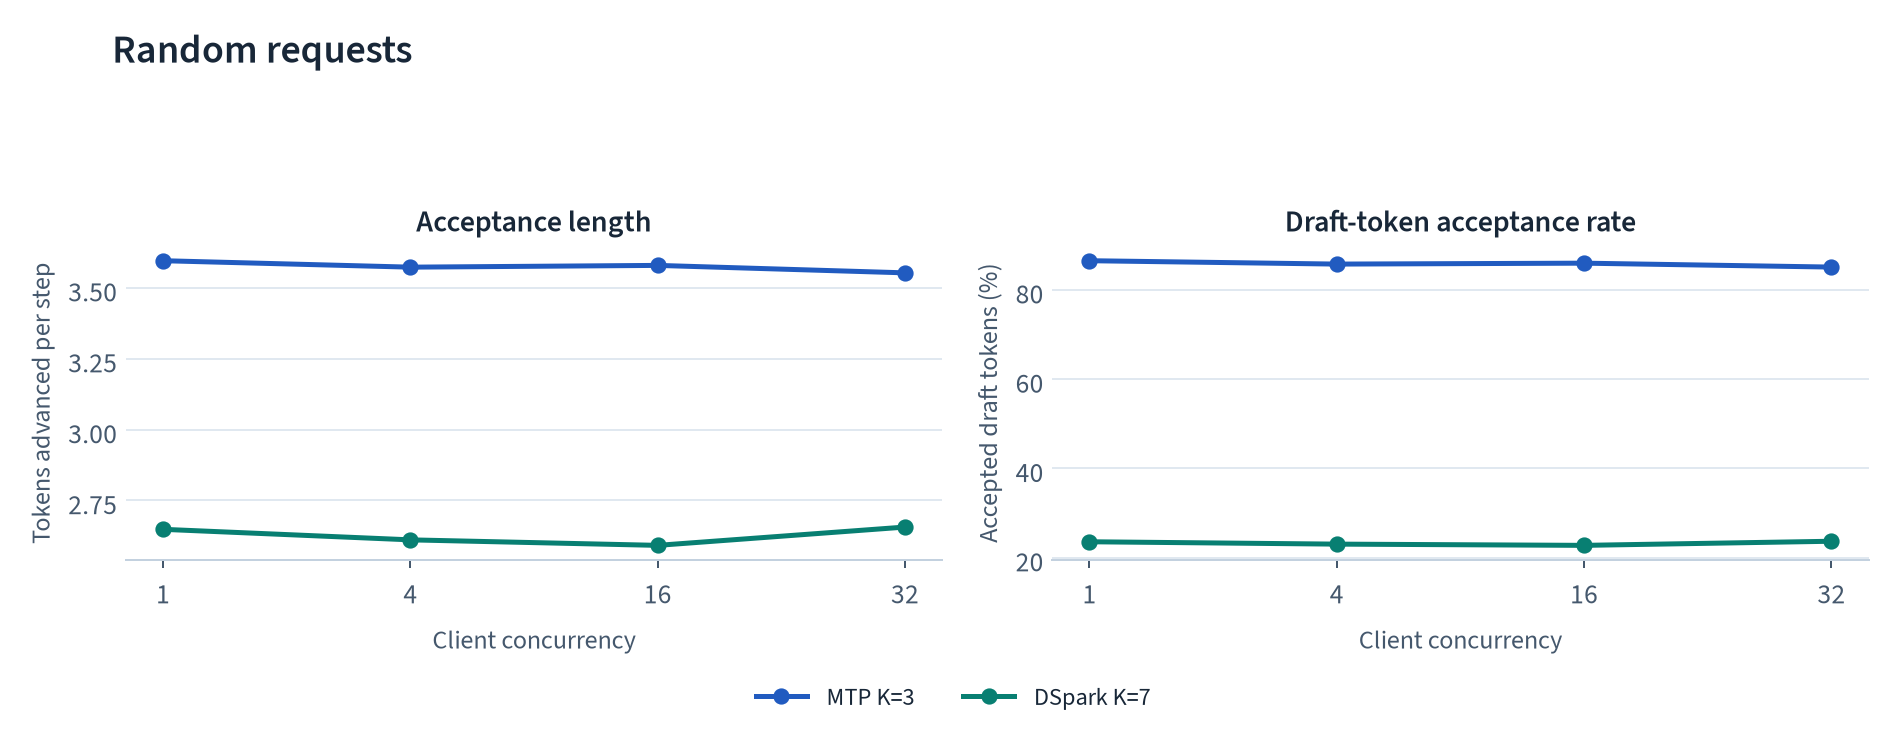 Random requests
Acceptance length
Tokens advanced per step
3.50
3.25
3.00
2.75
1 4 16 32
Client concurrency
Draft-token acceptance rate
Accepted draft tokens (%)
80
60
40
20
1 4 16 32
Client concurrency
MTP K=3 DSpark K=7